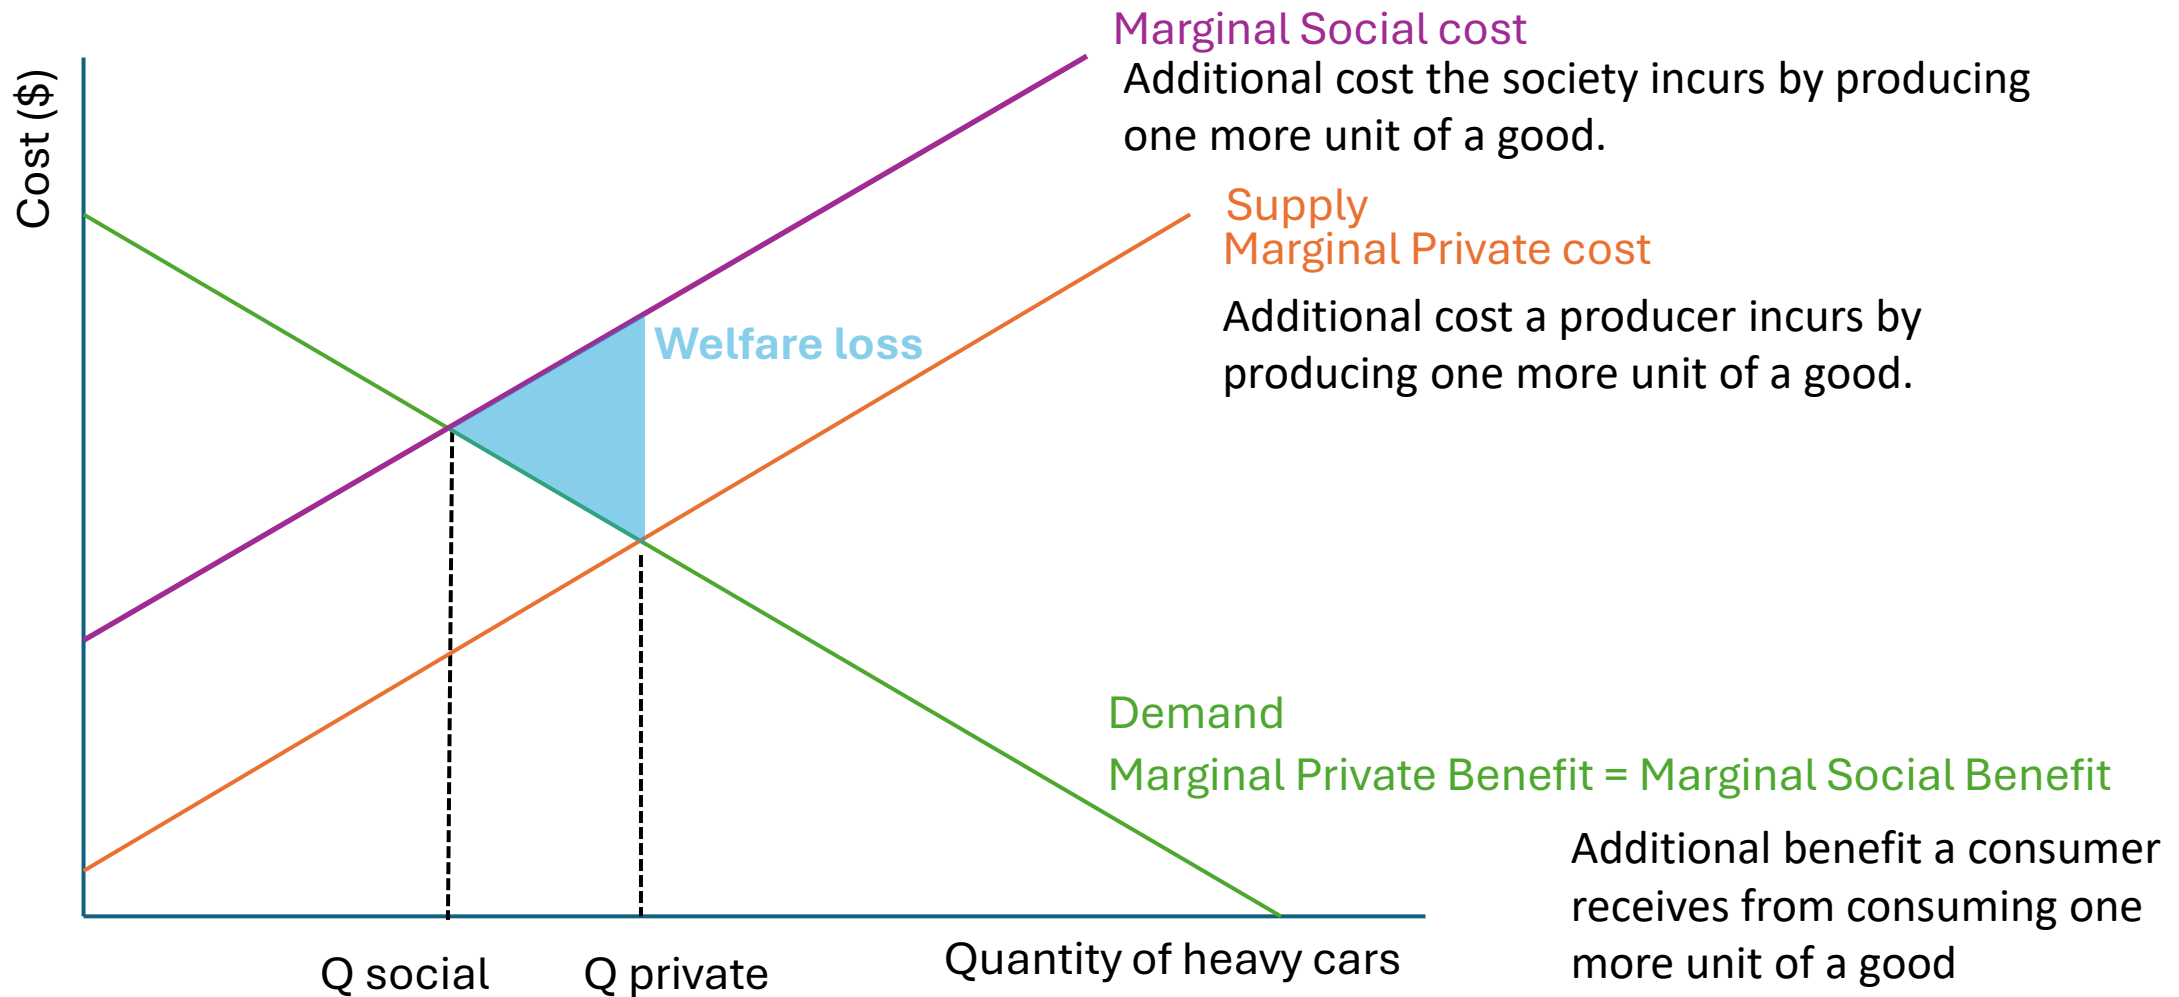 Marginal Social cost
Additional cost the society incurs by producing
one more unit of a good.
Cost ($)
Supply
Marginal Private cost
Additional cost a producer incurs by
producing one more unit of a good.
Welfare loss
Demand
Marginal Private Benefit = Marginal Social Benefit
Additional benefit a consumer
receives from consuming one
more unit of a good
Quantity of heavy cars
Q social
Q private